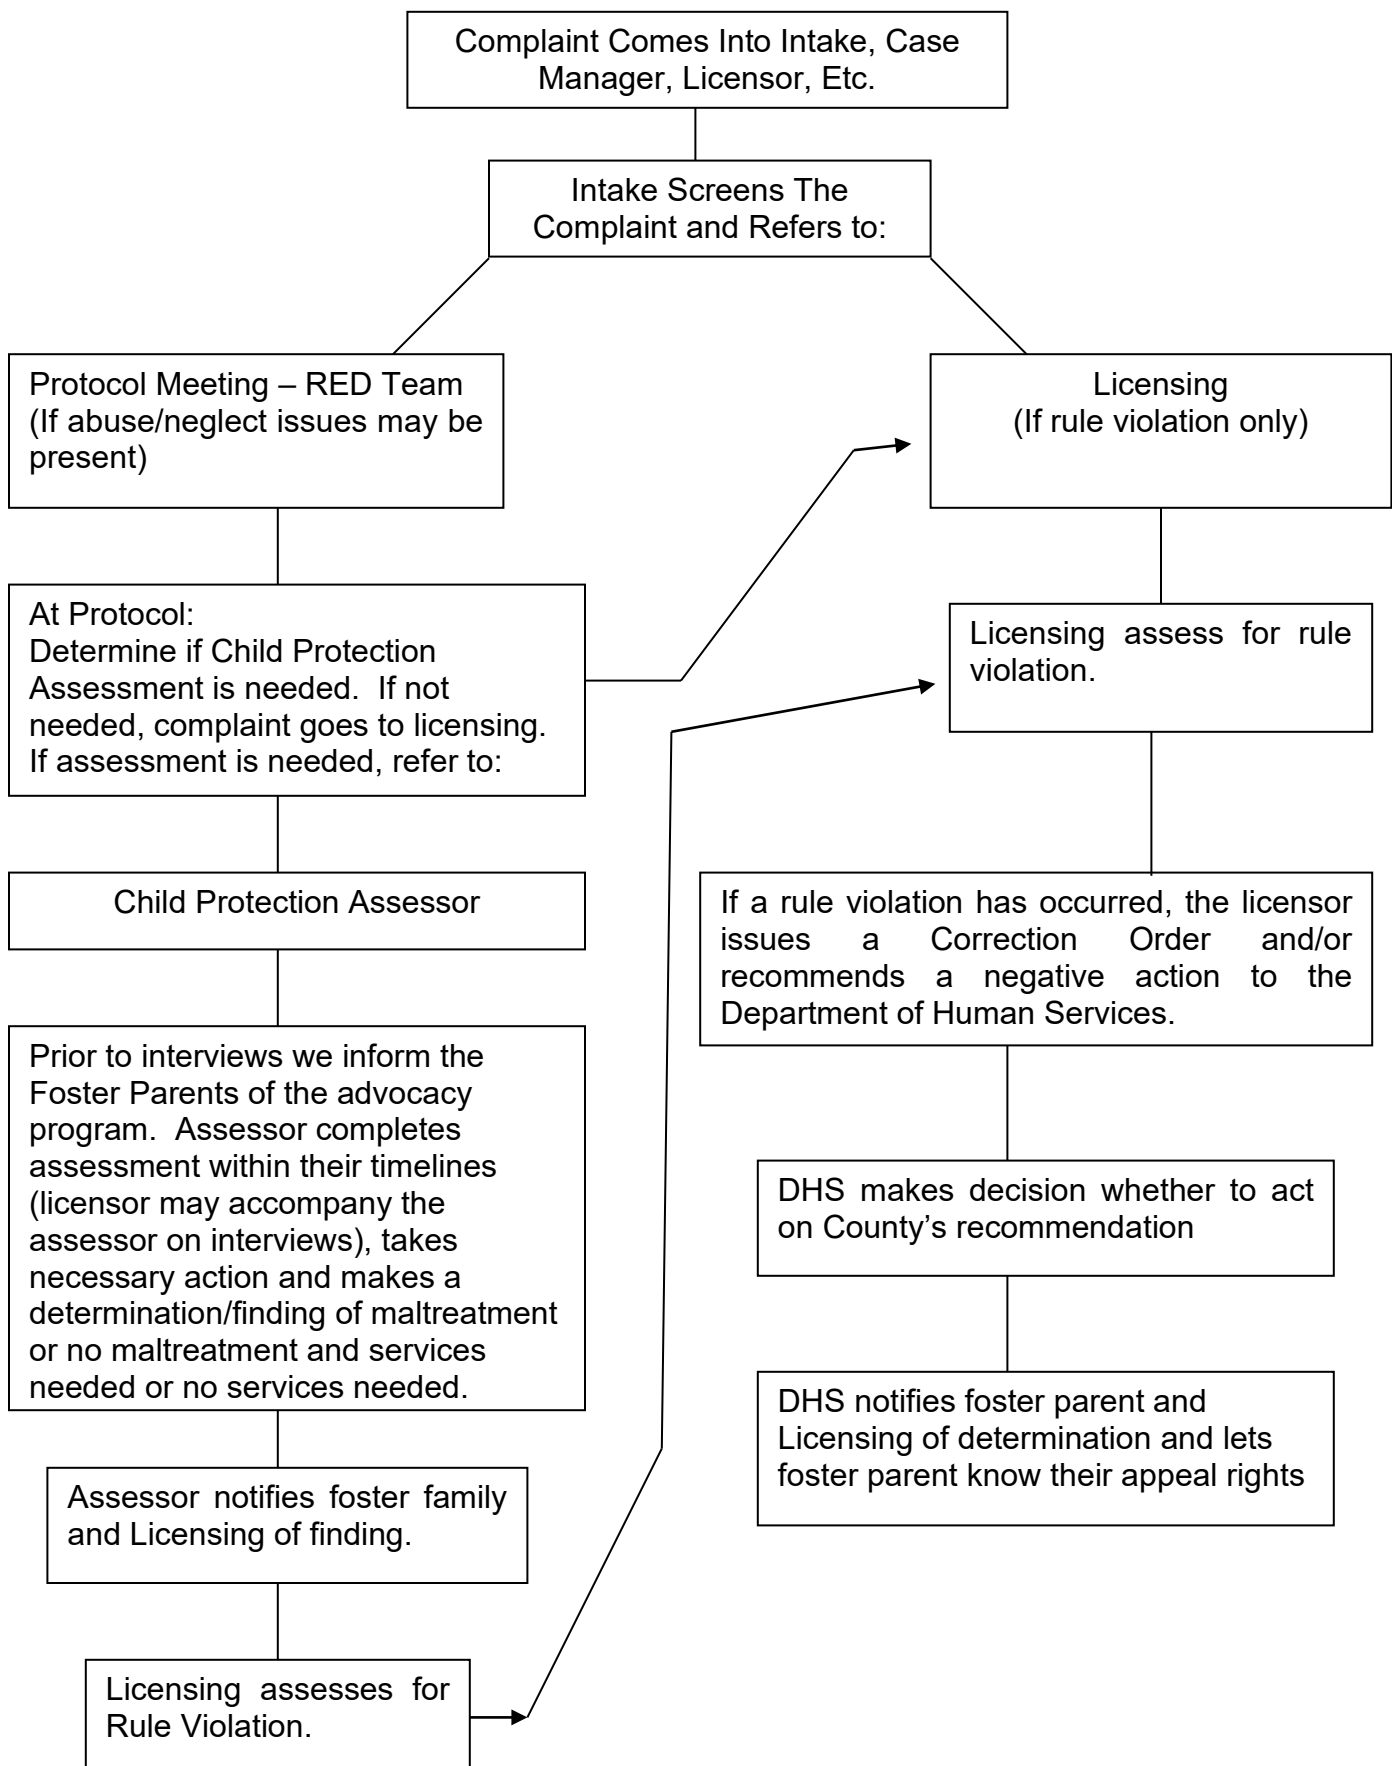 Complaint Comes Into Intake, Case
Manager, Licensor, Etc.
Intake Screens The
Complaint and Refers to:
Protocol Meeting – RED Team
(If abuse/neglect issues may be
present)
Licensing
(If rule violation only)
At Protocol:
Determine if Child Protection
Assessment is needed. If not
needed, complaint goes to licensing.
If assessment is needed, refer to:
Licensing assess for rule
violation.
Child Protection Assessor
If a rule violation has occurred, the licensor
issues a Correction Order and/or
recommends a negative action to the
Department of Human Services.
Prior to interviews we inform the
Foster Parents of the advocacy
program. Assessor completes
assessment within their timelines
(licensor may accompany the
assessor on interviews), takes
necessary action and makes a
determination/finding of maltreatment
or no maltreatment and services
needed or no services needed.
DHS makes decision whether to act
on County’s recommendation
DHS notifies foster parent and
Licensing of determination and lets
foster parent know their appeal rights
Assessor notifies foster family
and Licensing of finding.
Licensing assesses for
Rule Violation.